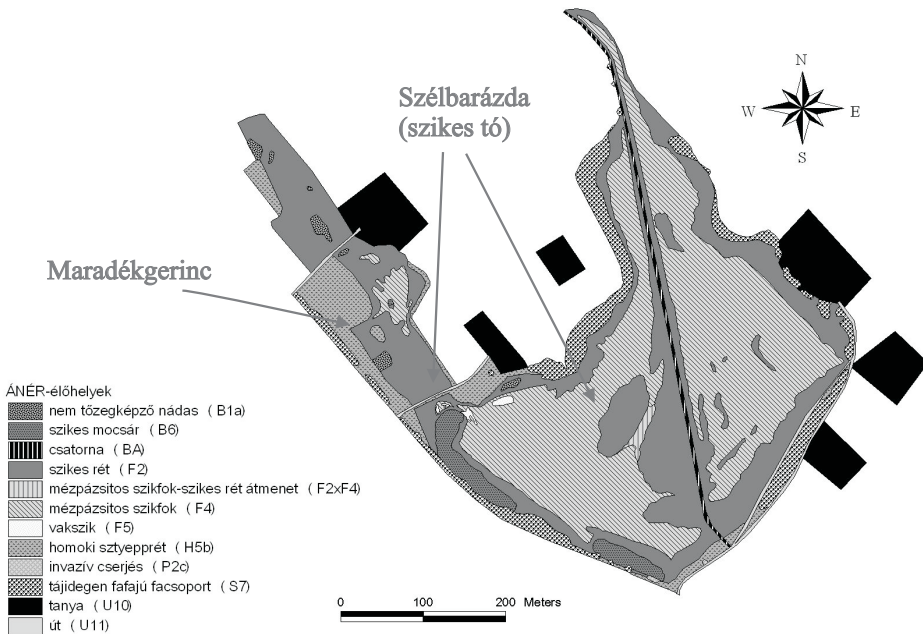 Szélbarázda
(szikes tó)
N
W E
S
Maradékgerinc
ÁNÉR-élőhelyek
nem tőzegképző nádas (B1a)
szikes mocsár (B6)
csatorna (BA)
szikes rét (F2)
mézpázsitos szikfok-szikes rét átmenet (F2xF4)
mézpázsitos szikfok (F4)
vakszik (F5)
homoki sztyepprét (H5b)
invazív cserjés (P2c)
tájidegen fafajú facsoport (S7)
tanya (U10)
út (U11)
0 100 200 Meters